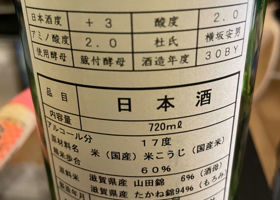 日本酒度 +3 酸度 2.0
アミノ酸度 2.0 杜氏 横坂安男
使用酵母 蔵付酵母 酒造年度 30BY
品目 日本酒
内容量 720ml
アルコール分 17度
原材料名 米(国産)米こうじ(国産米)
精米歩合 60%
原料米 滋賀県産 山田錦 6%(酒母)
滋賀県産 たかね錦94%(もろみ)